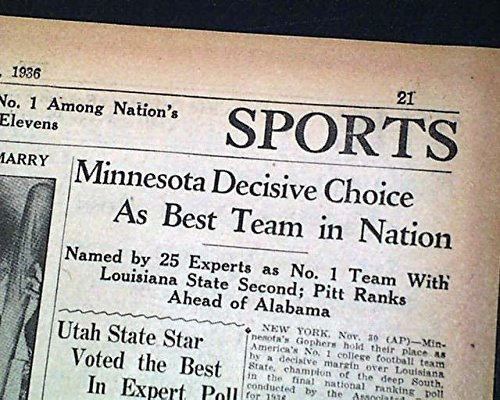 , 1936
21
No. 1 Among Nation's
Elevens
SPORTS
MARRY
Minnesota Decisive Choice
As Best Team in Nation
Named by 25 Experts as No. 1 Team With
Louisiana State Second; Pitt Ranks
Ahead of Alabama
Utah State Star
Voted the Best
In Expert Poll
NEW YORK, Nov. 30 (AP)—Min-
nesota's Gophers hold their place as
America's No. 1 college football team
by a decisive margin over Louisiana
State, champion of the deep South,
in the final national ranking poll
conducted by the Associated
for 1936